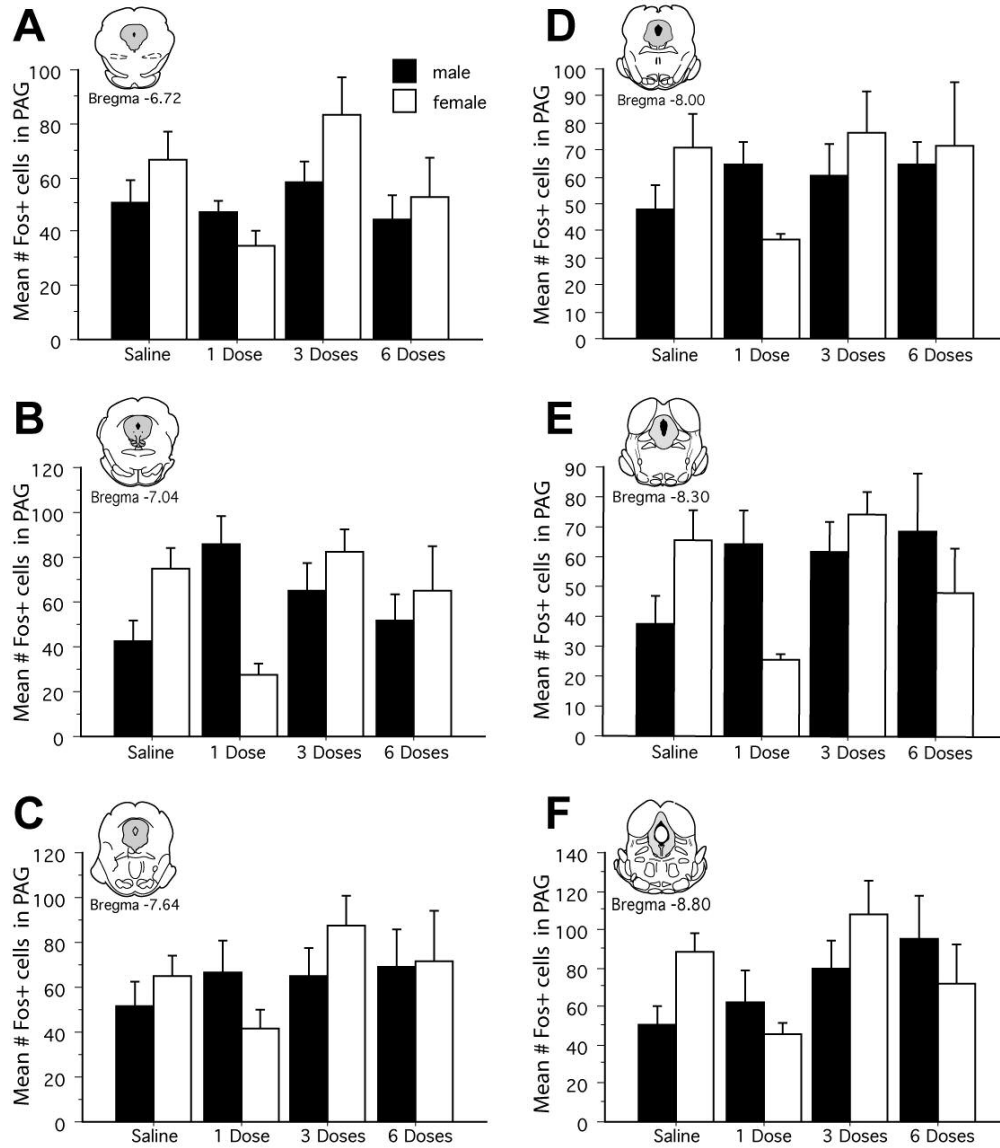 A
Bregma -6.72
male
female
Mean # Fos+ cells in PAG
100
80
60
40
20
0
Saline 1 Dose 3 Doses 6 Doses
B
Bregma -7.04
Mean # Fos+ cells in PAG
120
100
80
60
40
20
0
Saline 1 Dose 3 Doses 6 Doses
C
Bregma -7.64
Mean # Fos+ cells in PAG
120
100
80
60
40
20
0
Saline 1 Dose 3 Doses 6 Doses
D
Bregma -8.00
Mean # Fos+ cells in PAG
100
90
80
70
60
50
40
30
20
10
0
Saline 1 Dose 3 Doses 6 Doses
E
Bregma -8.30
Mean # Fos+ cells in PAG
90
80
70
60
50
40
30
20
10
0
Saline 1 Dose 3 Doses 6 Doses
F
Bregma -8.80
Mean # Fos+ cells in PAG
140
120
100
80
60
40
20
0
Saline 1 Dose 3 Doses 6 Doses